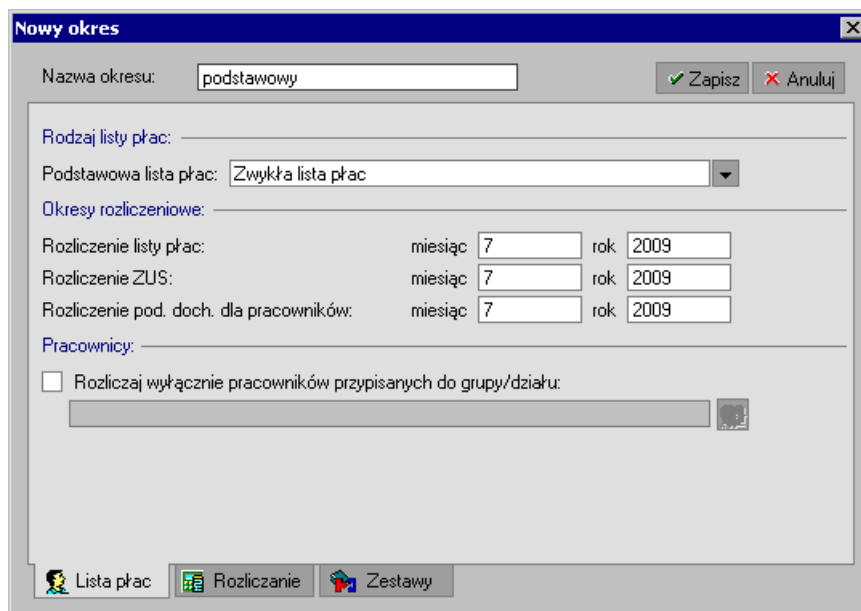 Nowy okres
Nazwa okresu: podstawowy Zapisz Anuluj
Rodzaj listy płac:
Podstawowa lista płac: Zwykła lista płac
Okresy rozliczeniowe:
Rozliczenie listy płac: miesiąc 7 rok 2009
Rozliczenie ZUS: miesiąc 7 rok 2009
Rozliczenie pod. doch. dla pracowników: miesiąc 7 rok 2009
Pracownicy:
Rozliczaj wyłącznie pracowników przypisanych do grupy/działu:
Lista płac Rozliczanie Zestawy